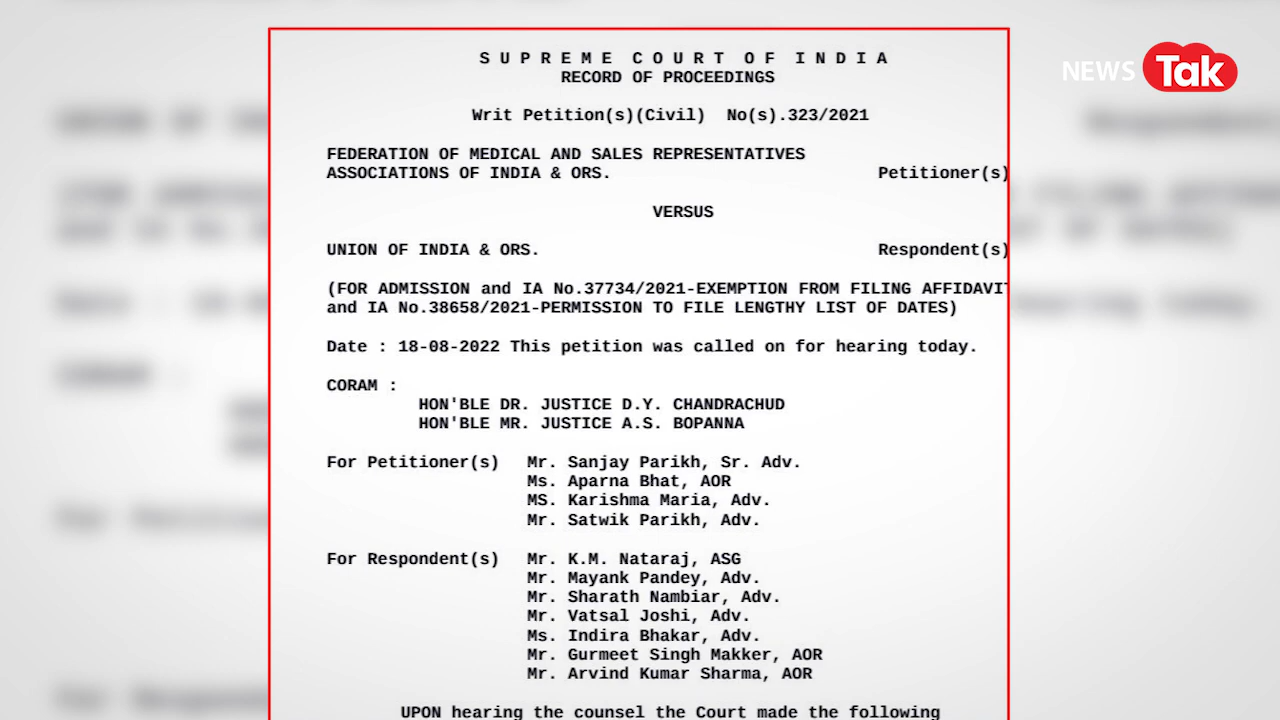 NEWS Tak
SUPREME COURT OF INDIA
RECORD OF PROCEEDINGS
Writ Petition(s)(Civil) No(s).323/2021
FEDERATION OF MEDICAL AND SALES REPRESENTATIVES
ASSOCIATIONS OF INDIA & ORS. Petitioner(s)
VERSUS
UNION OF INDIA & ORS. Respondent(s)
(FOR ADMISSION and IA No.37734/2021-EXEMPTION FROM FILING AFFIDAVIT
and IA No.38658/2021-PERMISSION TO FILE LENGTHY LIST OF DATES)
Date : 18-08-2022 This petition was called on for hearing today.
CORAM :
HON'BLE DR. JUSTICE D.Y. CHANDRACHUD
HON'BLE MR. JUSTICE A.S. BOPANNA
For Petitioner(s) Mr. Sanjay Parikh, Sr. Adv.
Ms. Aparna Bhat, AOR
MS. Karishma Maria, Adv.
Mr. Satwik Parikh, Adv.
For Respondent(s) Mr. K.M. Nataraj, ASG
Mr. Mayank Pandey, Adv.
Mr. Sharath Nambiar, Adv.
Mr. Vatsal Joshi, Adv.
Ms. Indira Bhakar, Adv.
Mr. Gurmeet Singh Makker, AOR
Mr. Arvind Kumar Sharma, AOR
UPON hearing the counsel the Court made the following